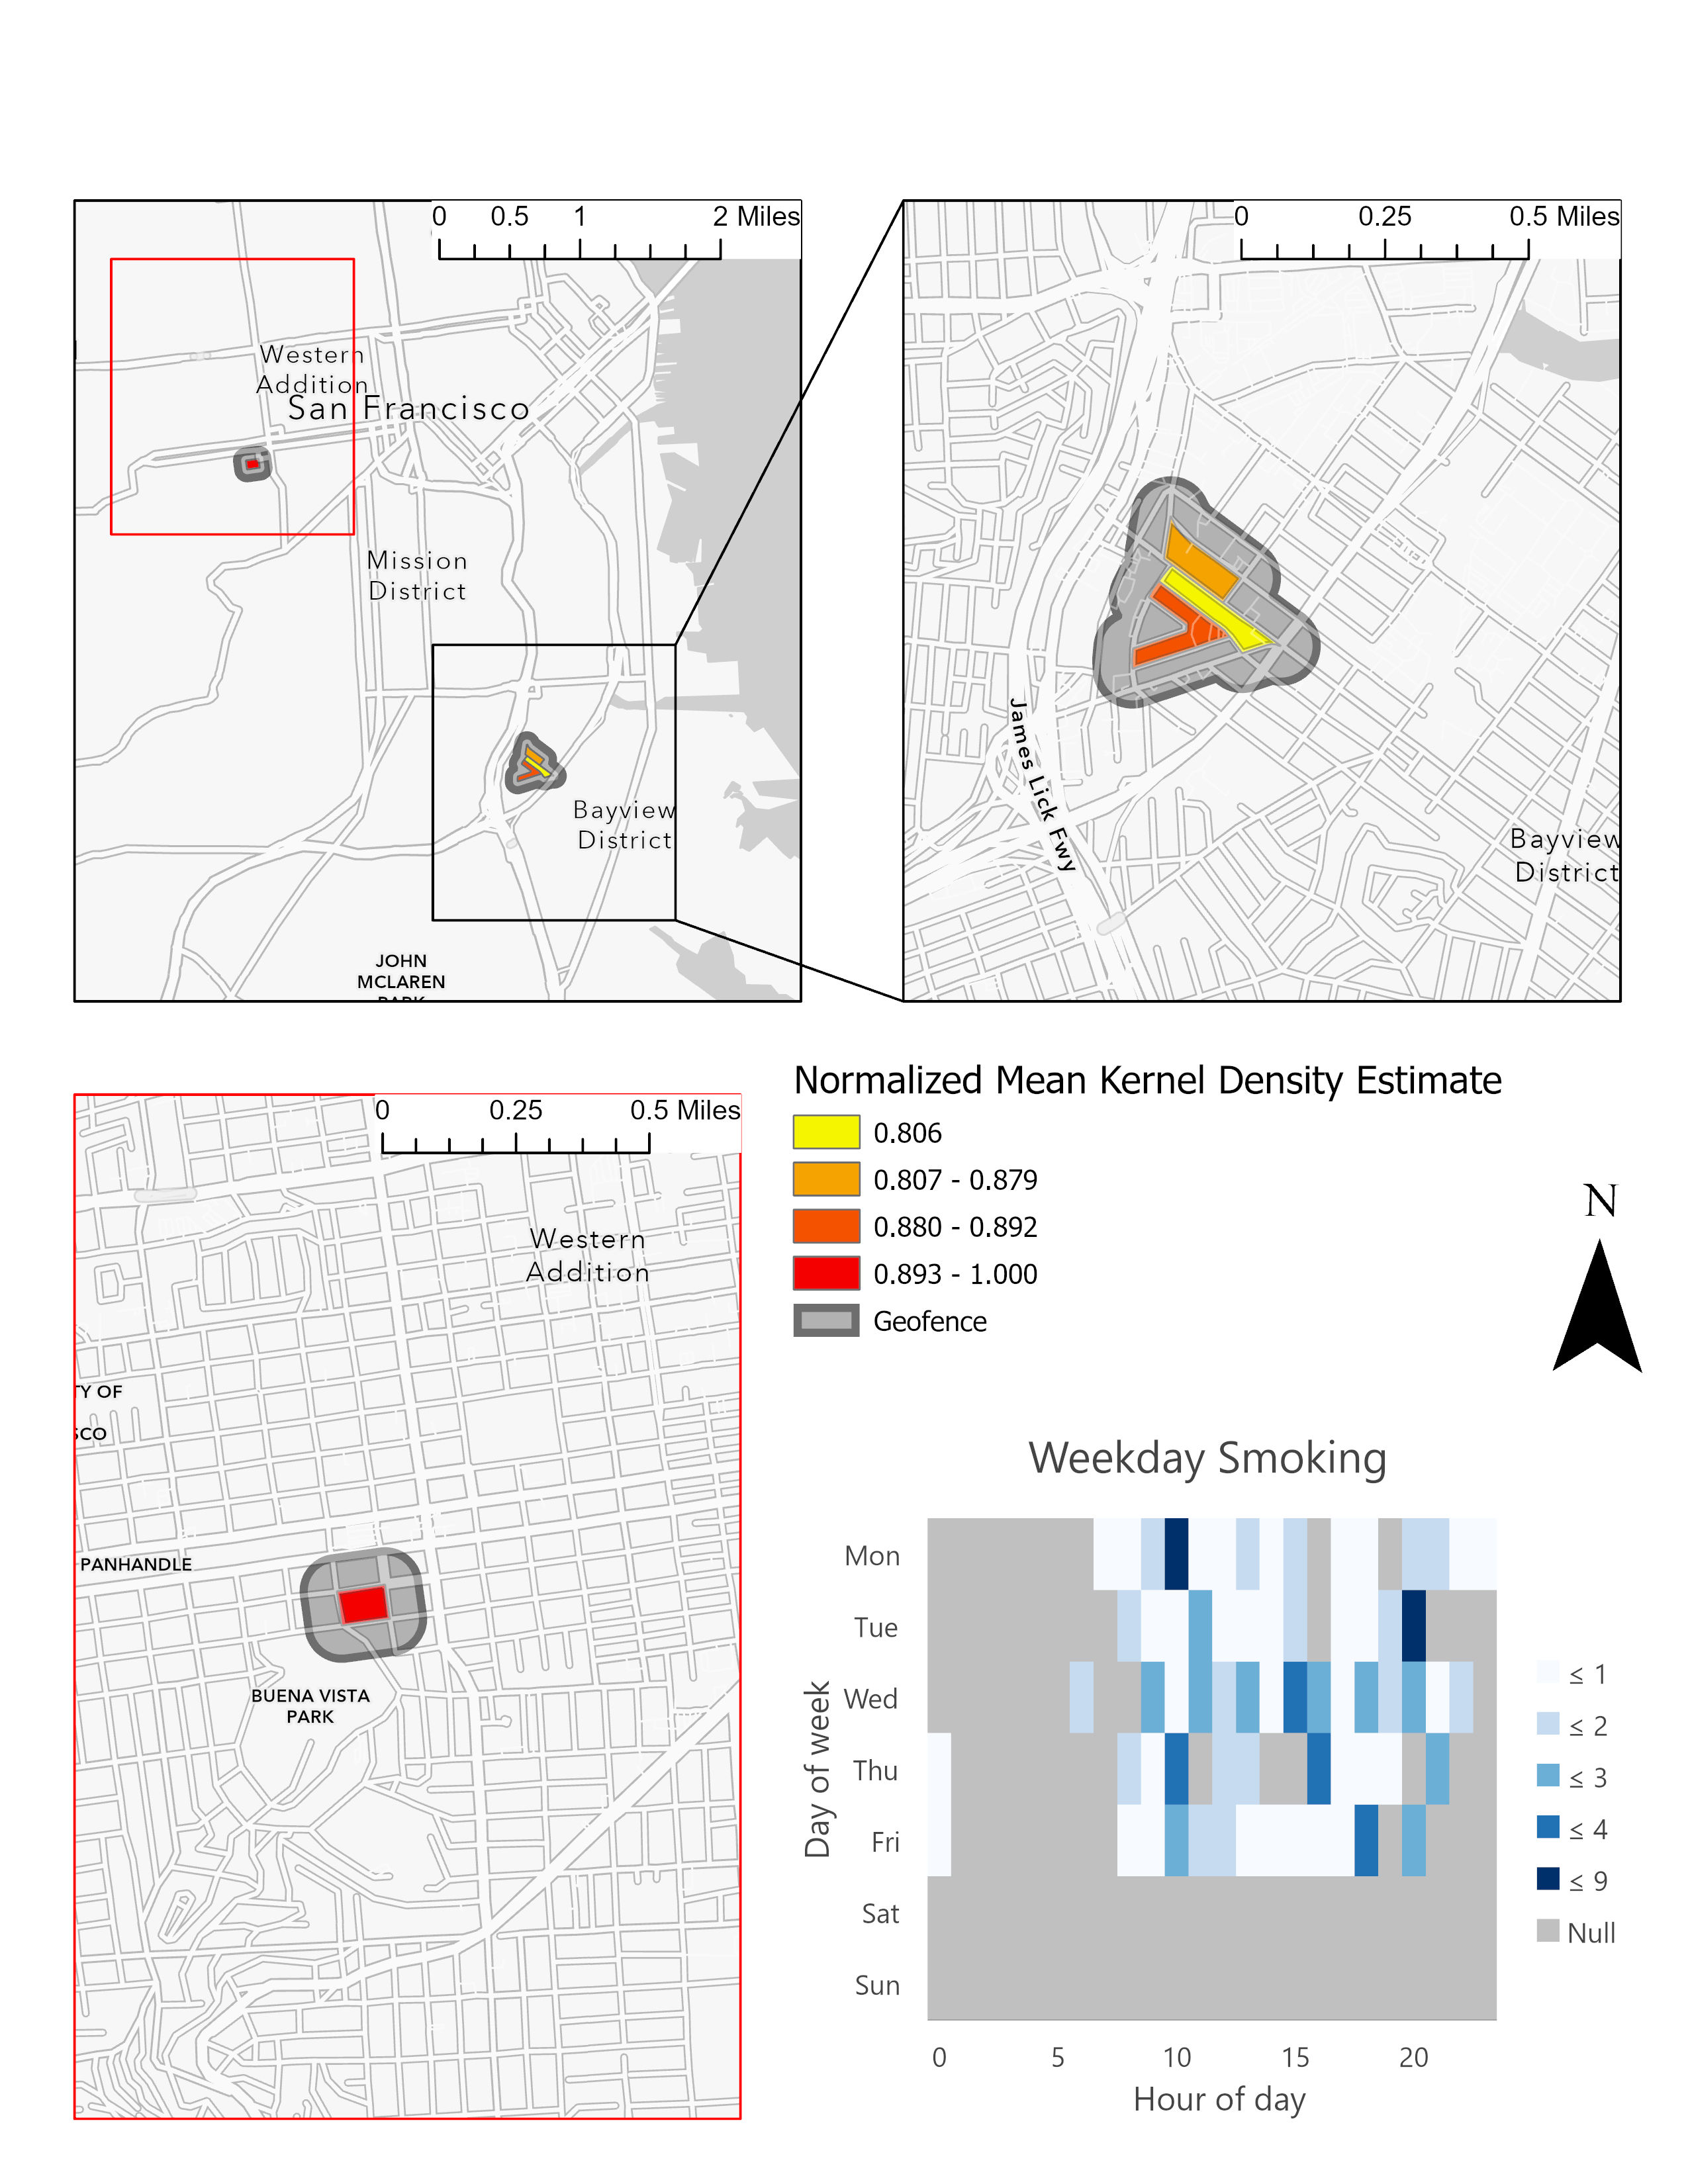 0 0.5 1 2 Miles
Western
Addition
San Francisco
Mission
District
Bayview
District
JOHN
MCLAREN
PARK
0 0.25 0.5 Miles
James Lick Fwy
Bayview
District
0 0.25 0.5 Miles
Western
Addition
TY OF
SCO
PANHANDLE
BUENA VISTA
PARK
Normalized Mean Kernel Density Estimate
0.806
0.807 - 0.879
0.880 - 0.892
0.893 - 1.000
Geofence
N
Weekday Smoking
Day of week
Mon
Tue
Wed
Thu
Fri
Sat
Sun
0 5 10 15 20
Hour of day
≤ 1
≤ 2
≤ 3
≤ 4
≤ 9
Null